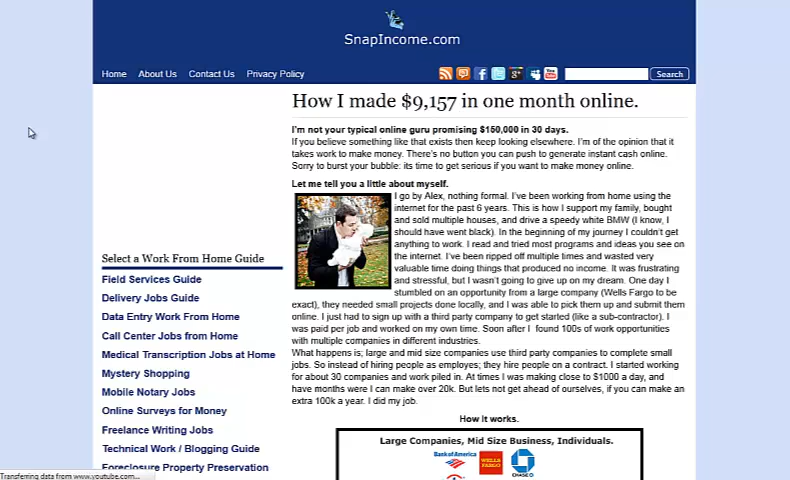 SnapIncome.com
Home About Us Contact Us Privacy Policy
Search
How I made $9,157 in one month online.
I'm not your typical online guru promising $150,000 in 30 days.
If you believe something like that exists then keep looking elsewhere. I'm of the opinion that it
takes work to make money. There's no button you can push to generate instant cash online.
Sorry to burst your bubble: its time to get serious if you want to make money online.
Let me tell you a little about myself.
I go by Alex, nothing formal. I've been working from home using the
internet for the past 6 years. This is how I support my family, bought
and sold multiple houses, and drive a speedy white BMW (I know, I
should have went black). In the beginning of my journey I couldn't get
anything to work. I read and tried most programs and ideas you see on
the internet. I've been ripped off multiple times and wasted very
valuable time doing things that produced no income. It was frustrating
and stressful, but I wasn't going to give up on my dream. One day I
stumbled on an opportunity from a large company (Wells Fargo to be
exact), they needed small projects done locally, and I was able to pick them up and submit them
online. I just had to sign up with a third party company to get started (like a sub-contractor). I
was paid per job and worked on my own time. Soon after I found 100s of work opportunities
with multiple companies in different industries.
What happens is; large and mid size companies use third party companies to complete small
jobs. So instead of hiring people as employes; they hire people on a contract. I started working
for about 30 companies and work piled in. At times I was making close to $1000 a day, and
have months were I can make over 20k. But lets not get ahead of ourselves, if you can make an
extra 100k a year. I did my job.
How it works.
Large Companies, Mid Size Business, Individuals.
Bank of America
WELLS
FARGO
CHASE
Select a Work From Home Guide
Field Services Guide
Delivery Jobs Guide
Data Entry Work From Home
Call Center Jobs from Home
Medical Transcription Jobs at Home
Mystery Shopping
Mobile Notary Jobs
Online Surveys for Money
Freelance Writing Jobs
Technical Work / Blogging Guide
Foreclosure Property Preservation
Transferring data from www.youtube.com...